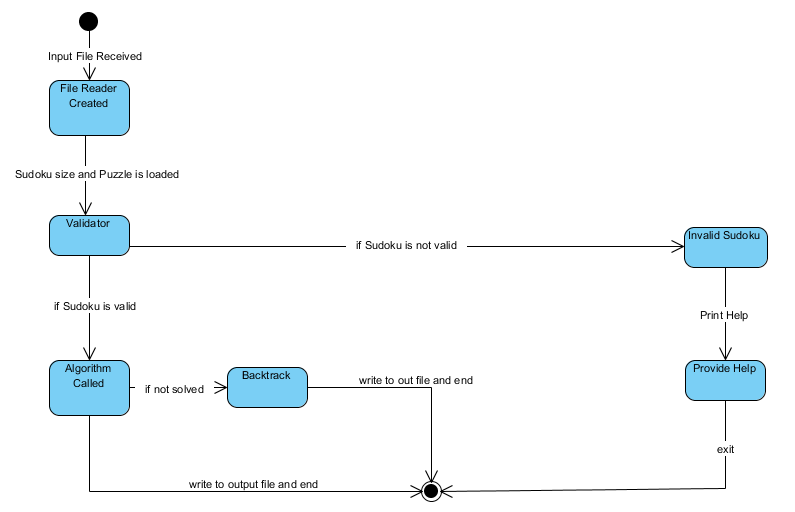 Input File Received
File Reader
Created
Sudoku size and Puzzle is loaded
Validator
if Sudoku is not valid
Invalid Sudoku
if Sudoku is valid
Print Help
Algorithm
Called
if not solved
Backtrack
write to out file and end
Provide Help
exit
write to output file and end